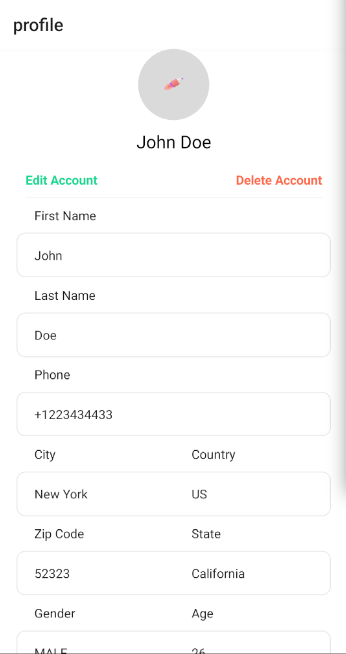 profile
John Doe
Edit Account Delete Account
First Name
John
Last Name
Doe
Phone
+1223434433
City Country
New York US
Zip Code State
52323 California
Gender Age
MALE 26